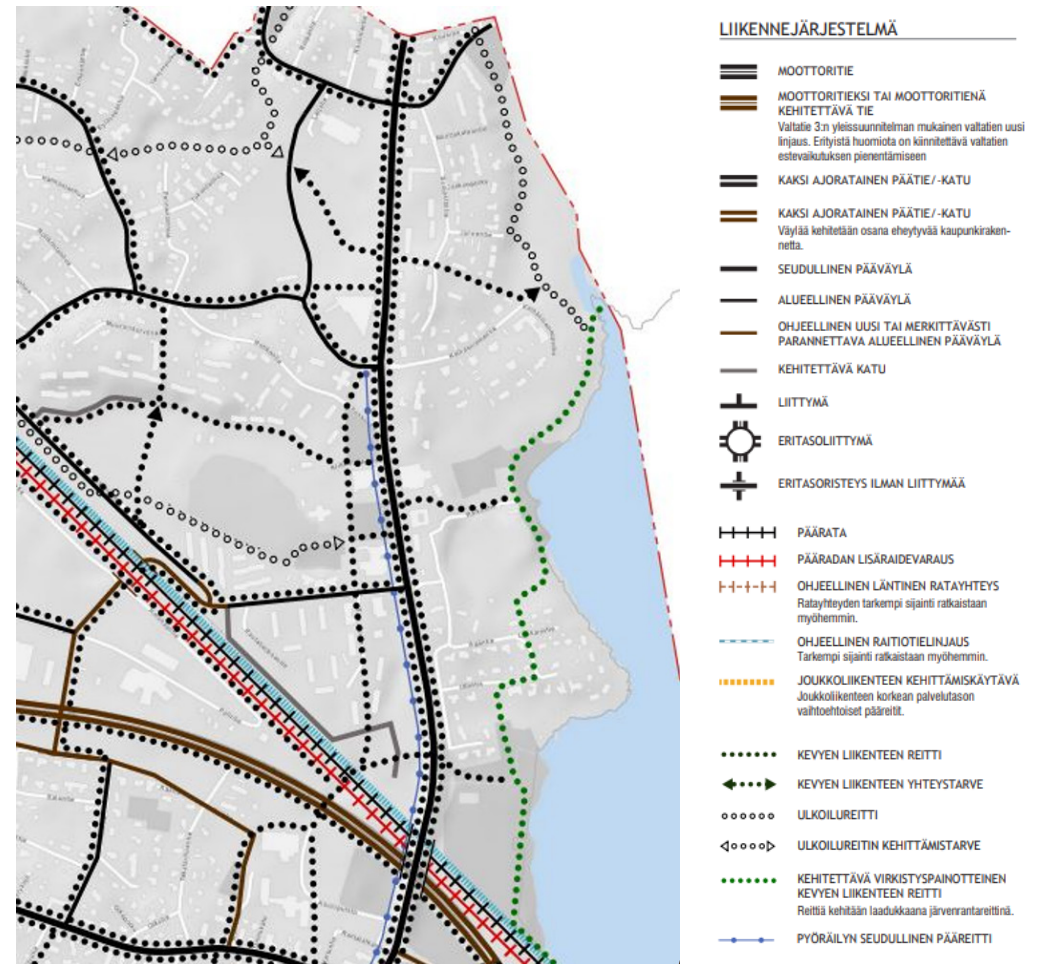 LIIKENNEJÄRJESTELMÄ
MOOTTORITIE
MOOTTORITIEKSI TAI MOOTTORITIENÄ
KEHITETTÄVÄ TIE
Valtatie 3:n yleissuunnitelman mukainen valtatien uusi
linjaus. Erityistä huomiota on kiinnitettävä valtatien
estevaikutuksen pienentämiseen
KAKSI AJORATAINEN PÄÄTIE/-KATU
KAKSI AJORATAINEN PÄÄTIE/-KATU
Väylää kehitetään osana eheytyvää kaupunkiraken-
netta.
SEUDULLINEN PÄÄVÄYLÄ
ALUEELLINEN PÄÄVÄYLÄ
OHJEELLINEN UUSI TAI MERKITTÄVÄSTI
PARANNETTAVA ALUEELLINEN PÄÄVÄYLÄ
KEHITETTÄVÄ KATU
LIITTYMÄ
ERITASOLIITTYMÄ
ERITASORISTEYS ILMAN LIITTYMÄÄ
PÄÄRATA
PÄÄRADAN LISÄRAIDEVARAUS
OHJEELLINEN LÄNTINEN RATAYHTEYS
Ratayhteyden tarkempi sijainti ratkaistaan
myöhemmin.
OHJEELLINEN RAITIOTIELINJAUS
Tarkempi sijainti ratkaistaan myöhemmin.
JOUKKOLIIKENTEEN KEHITTÄMISKÄYTÄVÄ
Joukkoliikenteen korkean palvelutason
vaihtoehtoiset pääreitit.
KEVYEN LIIKENTEEN REITTI
KEVYEN LIIKENTEEN YHTEYSTARVE
ULKOILUREITTI
ULKOILUREITIN KEHITTÄMISTARVE
KEHITETTÄVÄ VIRKISTYSPAINOTTEINEN
KEVYEN LIIKENTEEN REITTI
Reittiä kehitään laadukkaana järvenrantareittinä.
PYÖRÄILYN SEUDULLINEN PÄÄREITTI